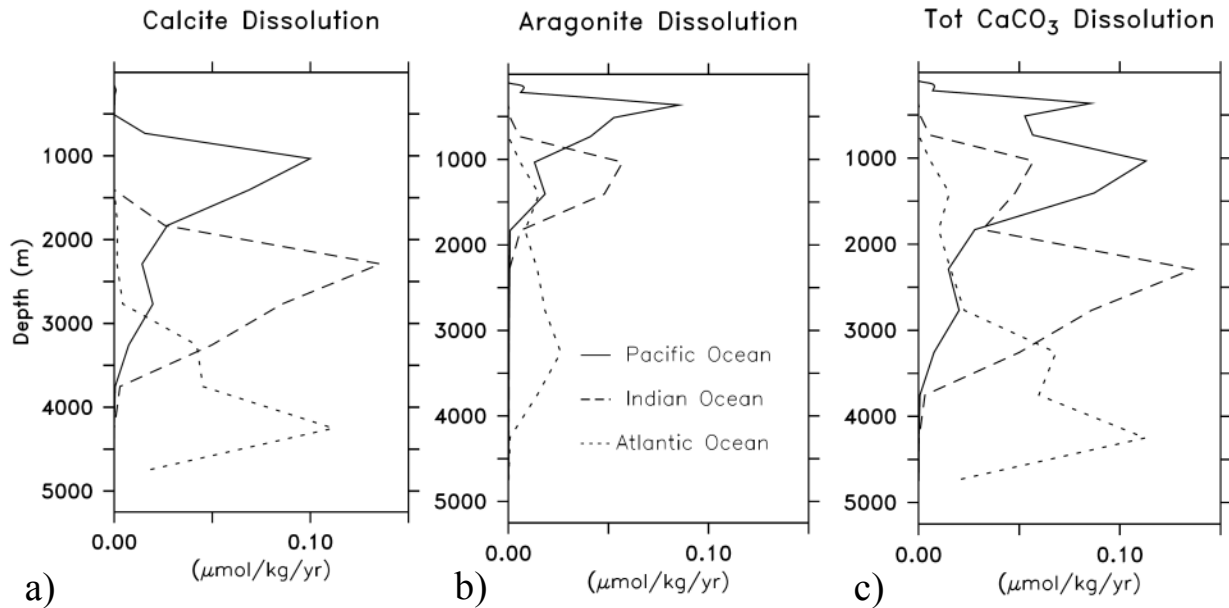 Calcite Dissolution
Aragonite Dissolution
Tot CaCO₃ Dissolution
Depth (m)
1000
2000
3000
4000
5000
0.00 0.10
(μmol/kg/yr)
a)
1000
2000
3000
4000
5000
Pacific Ocean
Indian Ocean
Atlantic Ocean
0.00 0.10
(μmol/kg/yr)
b)
1000
2000
3000
4000
5000
0.00 0.10
(μmol/kg/yr)
c)